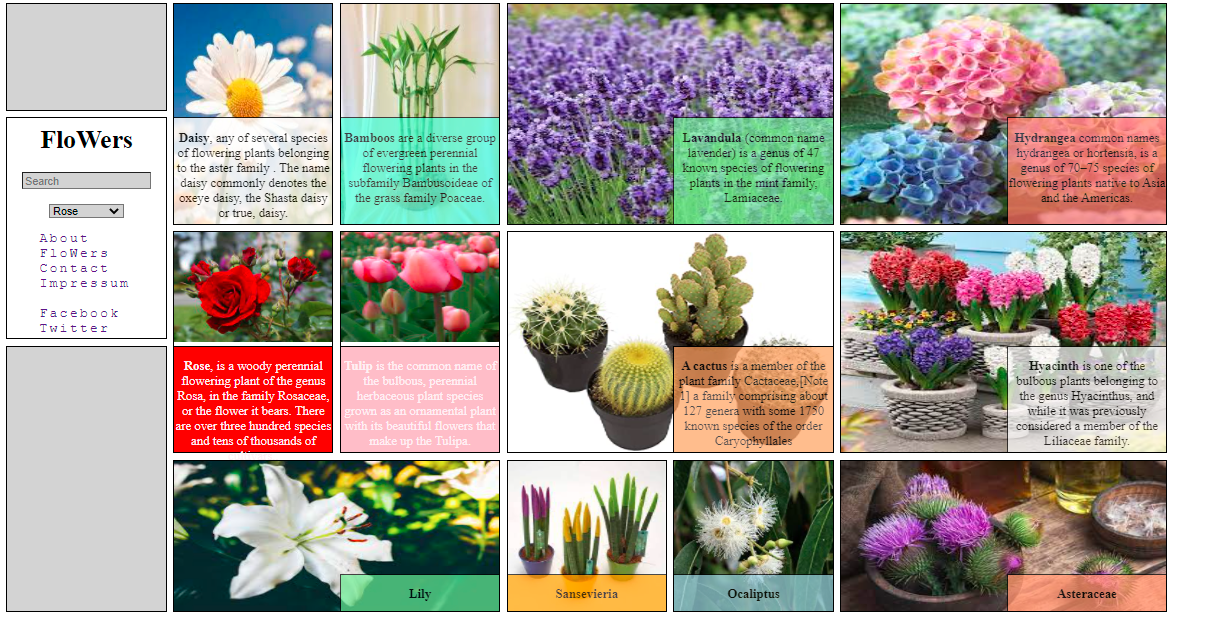 FloWers
Search
Rose
About
FloWers
Contact
Impressum
Facebook
Twitter
Daisy, any of several species
of flowering plants belonging
to the aster family . The name
daisy commonly denotes the
oxeye daisy, the Shasta daisy
or true, daisy.
Bamboos are a diverse group
of evergreen perennial
flowering plants in the
subfamily Bambusoideae of
the grass family Poaceae.
Lavandula (common name
lavender) is a genus of 47
known species of flowering
plants in the mint family,
Lamiaceae.
Hydrangea common names
hydrangea or hortensia, is a
genus of 70–75 species of
flowering plants native to Asia
and the Americas.
Rose, is a woody perennial
flowering plant of the genus
Rosa, in the family Rosaceae,
or the flower it bears. There
are over three hundred species
and tens of thousands of
Tulip is the common name of
the bulbous, perennial
herbaceous plant species
grown as an ornamental plant
with its beautiful flowers that
make up the Tulipa.
A cactus is a member of the
plant family Cactaceae,[Note
1] a family comprising about
127 genera with some 1750
known species of the order
Caryophyllales
Hyacinth is one of the
bulbous plants belonging to
the genus Hyacinthus, and
while it was previously
considered a member of the
Liliaceae family.
Lily
Sansevieria
Ocaliptus
Asteraceae